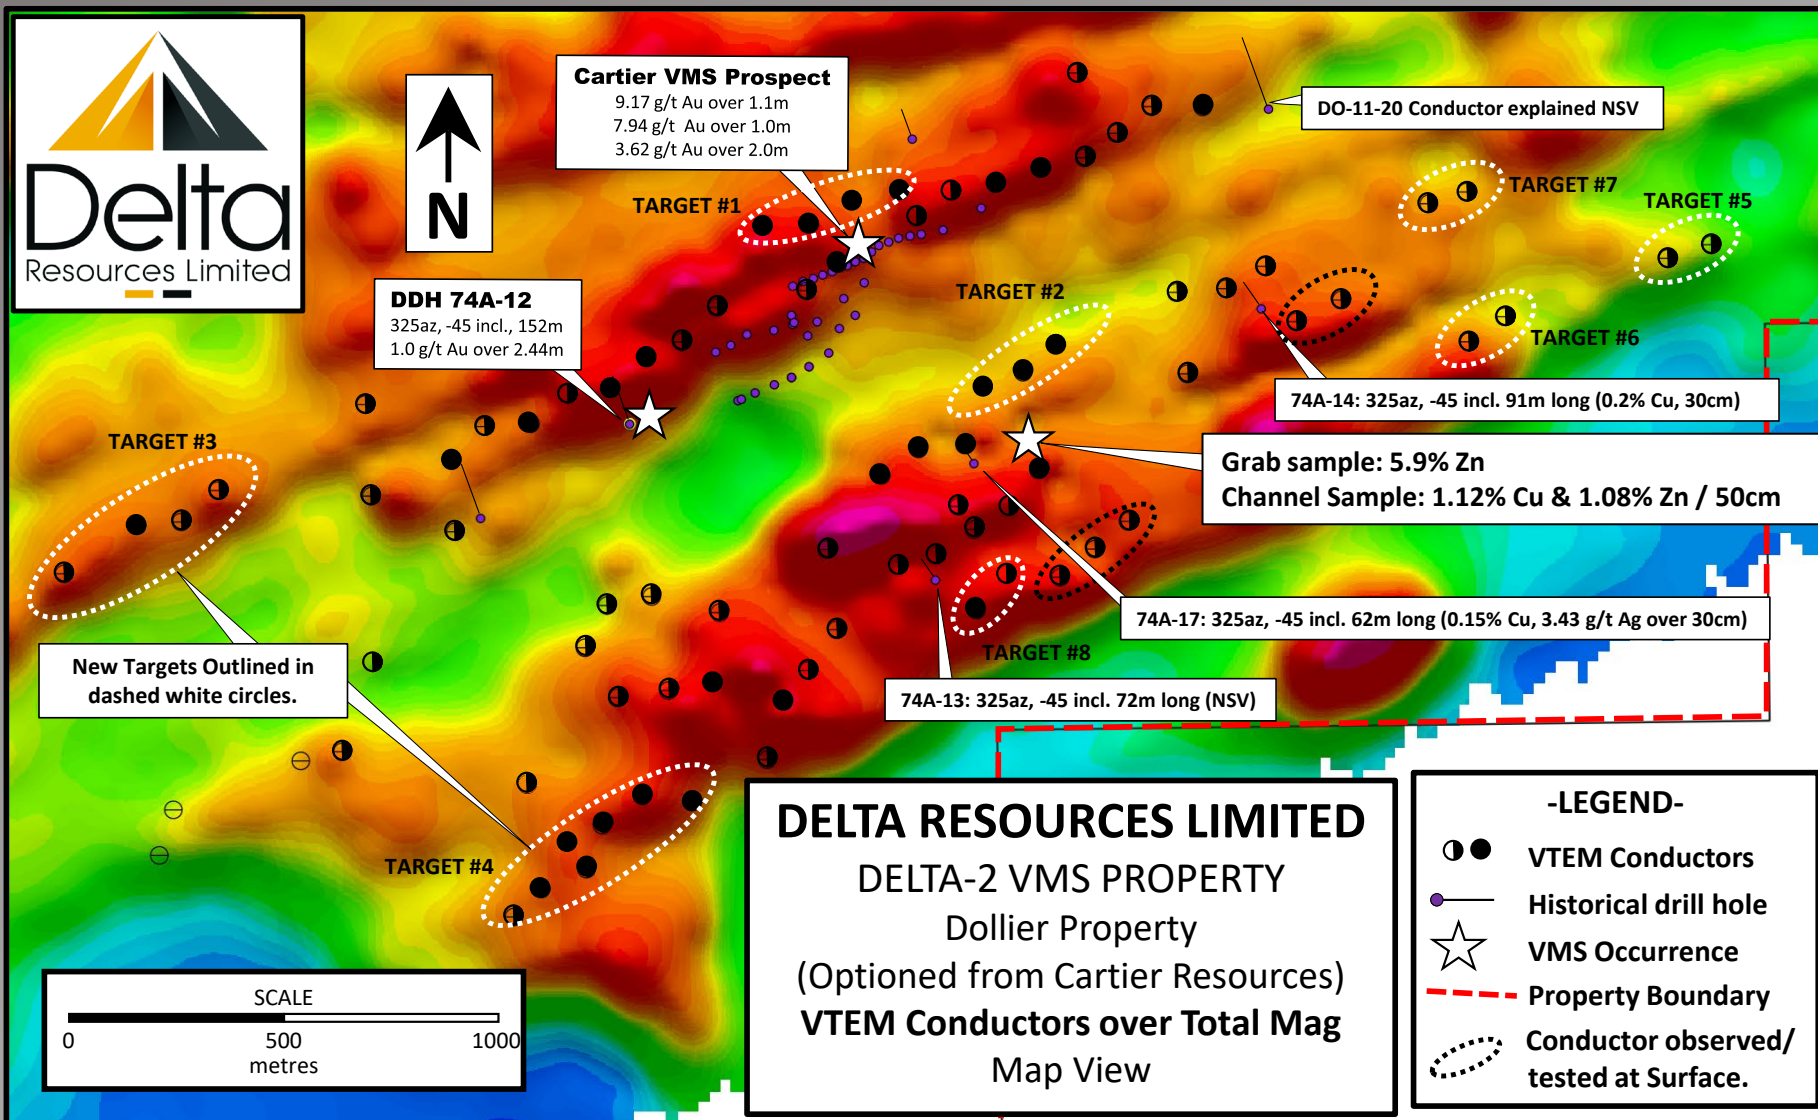 Delta
Resources Limited
N
Cartier VMS Prospect
9.17 g/t Au over 1.1m
7.94 g/t Au over 1.0m
3.62 g/t Au over 2.0m
DO-11-20 Conductor explained NSV
TARGET #1
TARGET #7
TARGET #5
DDH 74A-12
325az, -45 incl., 152m
1.0 g/t Au over 2.44m
TARGET #2
TARGET #6
74A-14: 325az, -45 incl. 91m long (0.2% Cu, 30cm)
TARGET #3
Grab sample: 5.9% Zn
Channel Sample: 1.12% Cu & 1.08% Zn / 50cm
74A-17: 325az, -45 incl. 62m long (0.15% Cu, 3.43 g/t Ag over 30cm)
TARGET #8
New Targets Outlined in
dashed white circles.
74A-13: 325az, -45 incl. 72m long (NSV)
TARGET #4
DELTA RESOURCES LIMITED
DELTA-2 VMS PROPERTY
Dollier Property
(Optioned from Cartier Resources)
VTEM Conductors over Total Mag
Map View
-LEGEND-
VTEM Conductors
Historical drill hole
VMS Occurrence
Property Boundary
Conductor observed/
tested at Surface.
SCALE
0 500 1000
metres